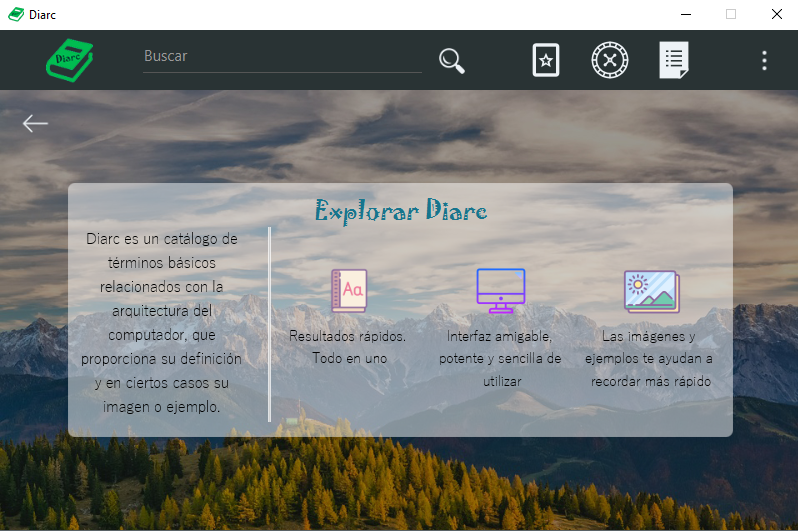 Diarc
Diarc
Buscar
Explorar Diarc
Diarc es un catálogo de
términos básicos
relacionados con la
arquitectura del
computador, que
proporciona su definición
y en ciertos casos su
imagen o ejemplo.
Aa
Resultados rápidos.
Todo en uno
Interfaz amigable,
potente y sencilla de
utilizar
Las imágenes y
ejemplos te ayudan a
recordar más rápido